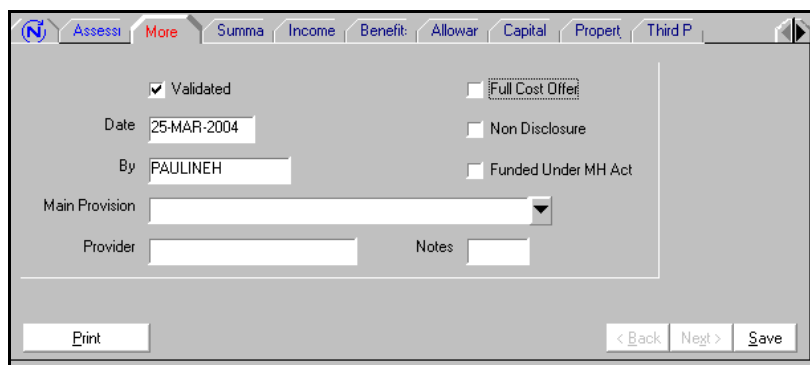 N Assessi More Summa Income Benefit: Allowar Capital Propert Third P
Validated Full Cost Offer
Date 25-MAR-2004 Non Disclosure
By PAULINEH Funded Under MH Act
Main Provision
Provider Notes
Print < Back Next > Save